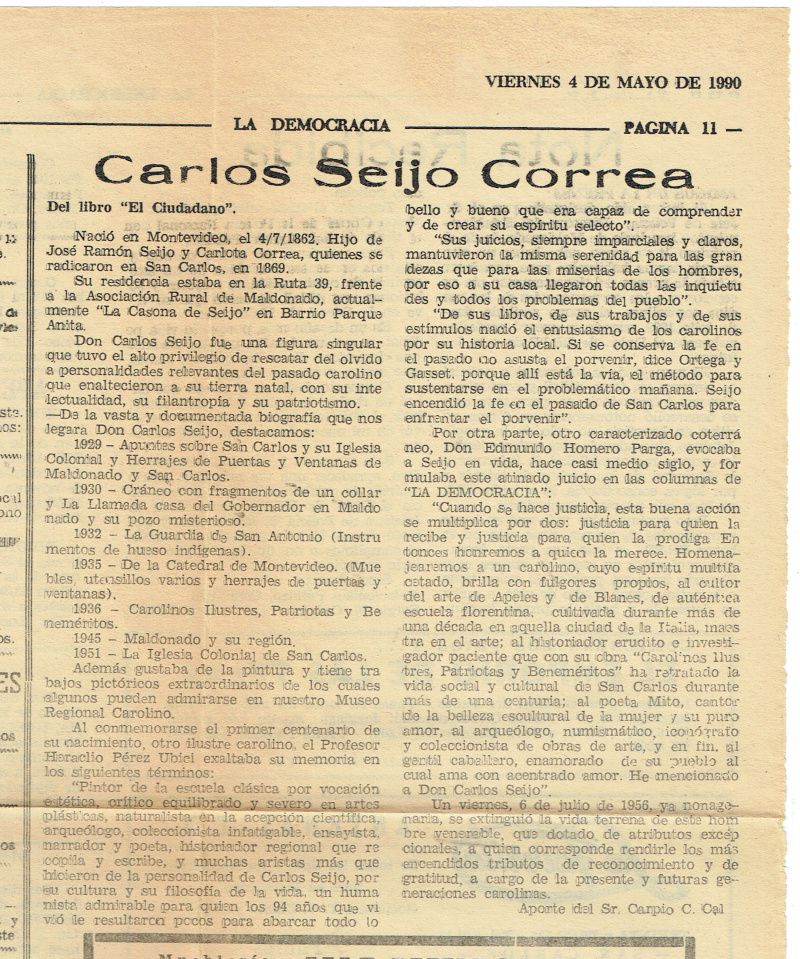 VIERNES 4 DE MAYO DE 1990
LA DEMOCRACIA
PAGINA 11 —
Carlos Seijo Correa
Del libro "El Ciudadano".
Nació en Montevideo, el 4/7/1862. Hijo de
José Ramón Seijo y Carlota Correa, quienes se
radicaron en San Carlos, en 1869.
Su residencia estaba en la Ruta 39, frente
a la Asociación Rural de Maldonado, actual-
mente "La Casona de Seijo" en Barrio Parque
Anita.
Don Carlos Seijo fue una figura singular
que tuvo el alto privilegio de rescatar del olvido
a personalidades relevantes del pasado carolino
que enaltecieron a su tierra natal, con su inte
lectualidad, su filantropía y su patriotismo.
—De la vasta y documentada biografía que nos
legara Don Carlos Seijo, destacamos:
1929 — Apuntes sobre San Carlos y su Iglesia
Colonial y Herrajes de Puertas y Ventanas de
Maldonado y San Carlos.
1930 — Cráneo con fragmentos de un collar
y La Llamada casa del Gobernador en Maldo
nado y su pozo misterioso.
1932 — La Guardia de San Antonio (Instru
mentos de hueso indígenas).
1935 — De la Catedral de Montevideo. (Mue
bles, utensillos varios y herrajes de puertas y
ventanas).
1936 — Carolinos Ilustres, Patriotas y Be
neméritos.
1945 — Maldonado y su región
1951 — La Iglesia Colonial de San Carlos.
Además gustaba de la pintura y tiene tra
bajos pictóricos extraordinarios de los cuales
algunos pueden admirarse en nuestro Museo
Regional Carolino.
Al conmemorarse el primer centenario de
su nacimiento, otro ilustre carolino, el Profesor
Horaclio Pérez Ubici exaltaba su memoria en
los siguientes términos:
"Pintor de la escuela clásica por vocación
estética, crítico equilibrado y severo en artes
plásticas, naturalista en la acepción científica,
arqueólogo, coleccionista infatigable, ensayista,
narrador y poeta, historiador regional que re
copila y escribe, y muchas aristas más que
hicieron de la personalidad de Carlos Seijo, por
su cultura y su filosofía de la vida, un huma
nista admirable para quien los 94 años que vi
vió le resultaron pocos para abarcar todo lo
bello y bueno que era capaz de comprender
y de crear su espíritu selecto".
"Sus juicios, siempre imparciales y claros,
mantuvieron la misma serenidad para las gran
dezas que para las miserias de los hombres,
por eso a su casa llegaron todas las inquietu
des y todos los problemas del pueblo".
"De sus libros, de sus trabajos y de sus
estímulos nació el entusiasmo de los carolinos
por su historia local. Si se conserva la fe en
el pasado no asusta el porvenir, dice Ortega y
Gasset, porque allí está la vía, el método para
sustentarse en el problemático mañana. Seijo
encendió la fe en el pasado de San Carlos para
enfrentar el porvenir".
Por otra parte, otro caracterizado coterrá
neo, Don Edmundo Homero Parga, evocaba
a Seijo en vida, hace casi medio siglo, y for
mulaba este atinado juicio en las columnas de
"LA DEMOCRACIA":
"Cuando se hace justicia, esta buena acción
se multiplica por dos: justicia para quien la
recibe y justicia para quien la prodiga En
tonces honremos a quien la merece. Homena-
jearemos a un carolino, cuyo espíritu multifa
cetado, brilla con fulgores propios, al cultor
del arte de Apeles y de Blanes, de auténtica
escuela florentina, cultivada durante más de
una década en aquella ciudad de la Italia, maes
tra en el arte; al historiador erudito e investi-
gador paciente que con su obra "Carolinos Ilus
tres, Patriotas y Beneméritos" ha retratado la
vida social y cultural de San Carlos durante
más de una centuria; al poeta Mito, cantor
de la belleza escultural de la mujer y su puro
amor, al arqueólogo, numismático, iconógrafo
y coleccionista de obras de arte, y en fin, al
gentil caballero, enamorado de su pueblo al
cual ama con acentrado amor. He mencionado
a Don Carlos Seijo".
Un viernes, 6 de julio de 1956, ya nonage-
nario, se extinguió la vida terrena de este hom
bre venerable, que dotado de atributos excep
cionales, a quien corresponde rendirle los más
encendidos tributos de reconocimiento y de
gratitud, a cargo de la presente y futuras ge-
neraciones carolinas.
Aporte del Sr. Carpio C. Cal